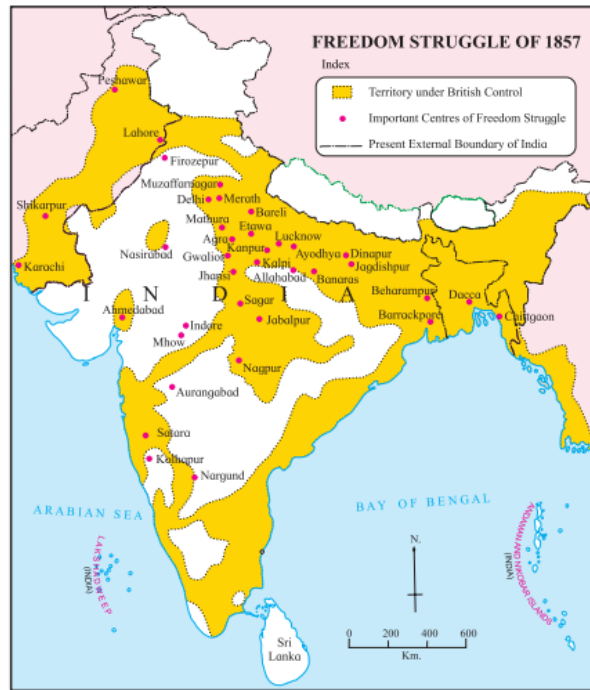 FREEDOM STRUGGLE OF 1857
Index
Territory under British Control
Important Centres of Freedom Struggle
Present External Boundary of India
Peshawar
Lahore
Firozepur
Muzaffarnagar
Delhi
Merath
Shikarpur
Bareli
Mathura
Etawa
Agra
Lucknow
Nasirabad
Kanpur
Ayodhya
Dinapur
Gwalior
Kalpi
Jagdishpur
Karachi
Jhansi
Allahabad
Banaras
I N D I A
Beharampur
Dacca
Sagar
Ahmedabad
Jabalpur
Barrackpore
Chittgaon
Indore
Mhow
Nagpur
Aurangabad
Satara
Kolhapur
Nargund
ARABIAN SEA
BAY OF BENGAL
LAKSHADWEEP
(INDIA)
ANDAMAN AND NIKOBAR ISLANDS
(INDIA)
N.
Sri
Lanka
0 200 400 600
Km.